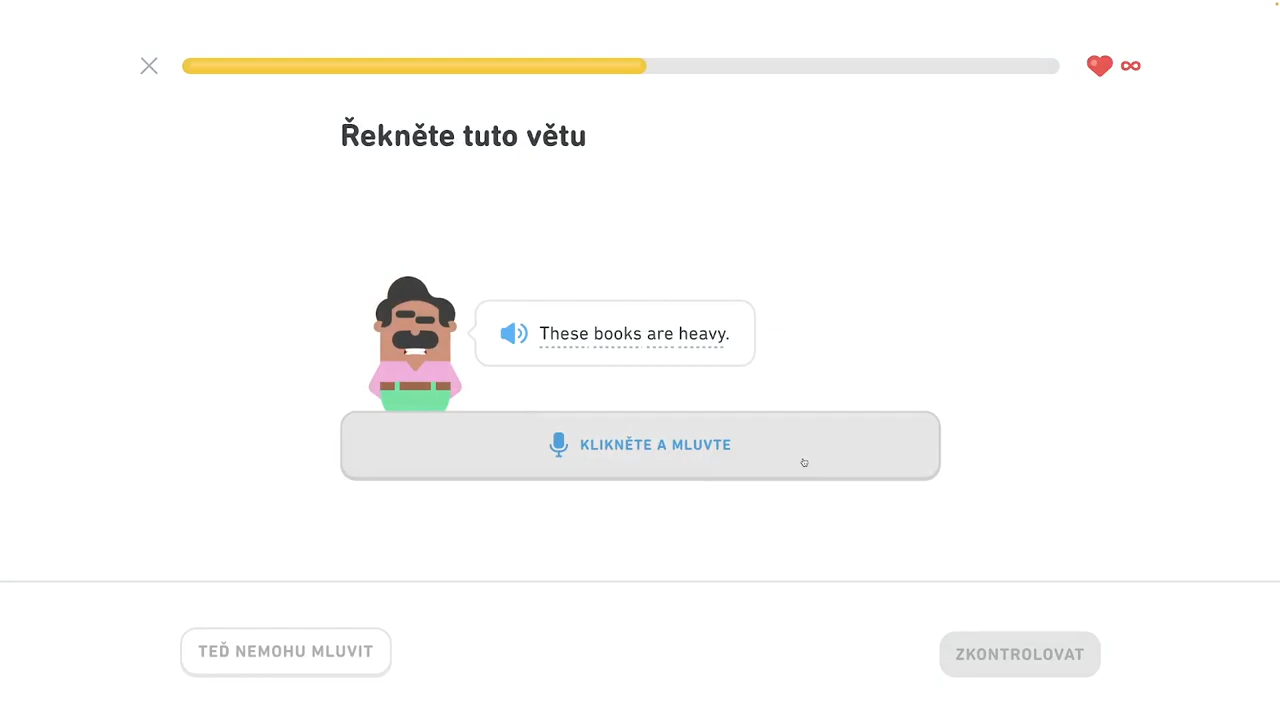 Řekněte tuto větu
These books are heavy.
KLIKNĚTE A MLUVTE
TEĎ NEMOHU MLUVIT
ZKONTROLOVAT